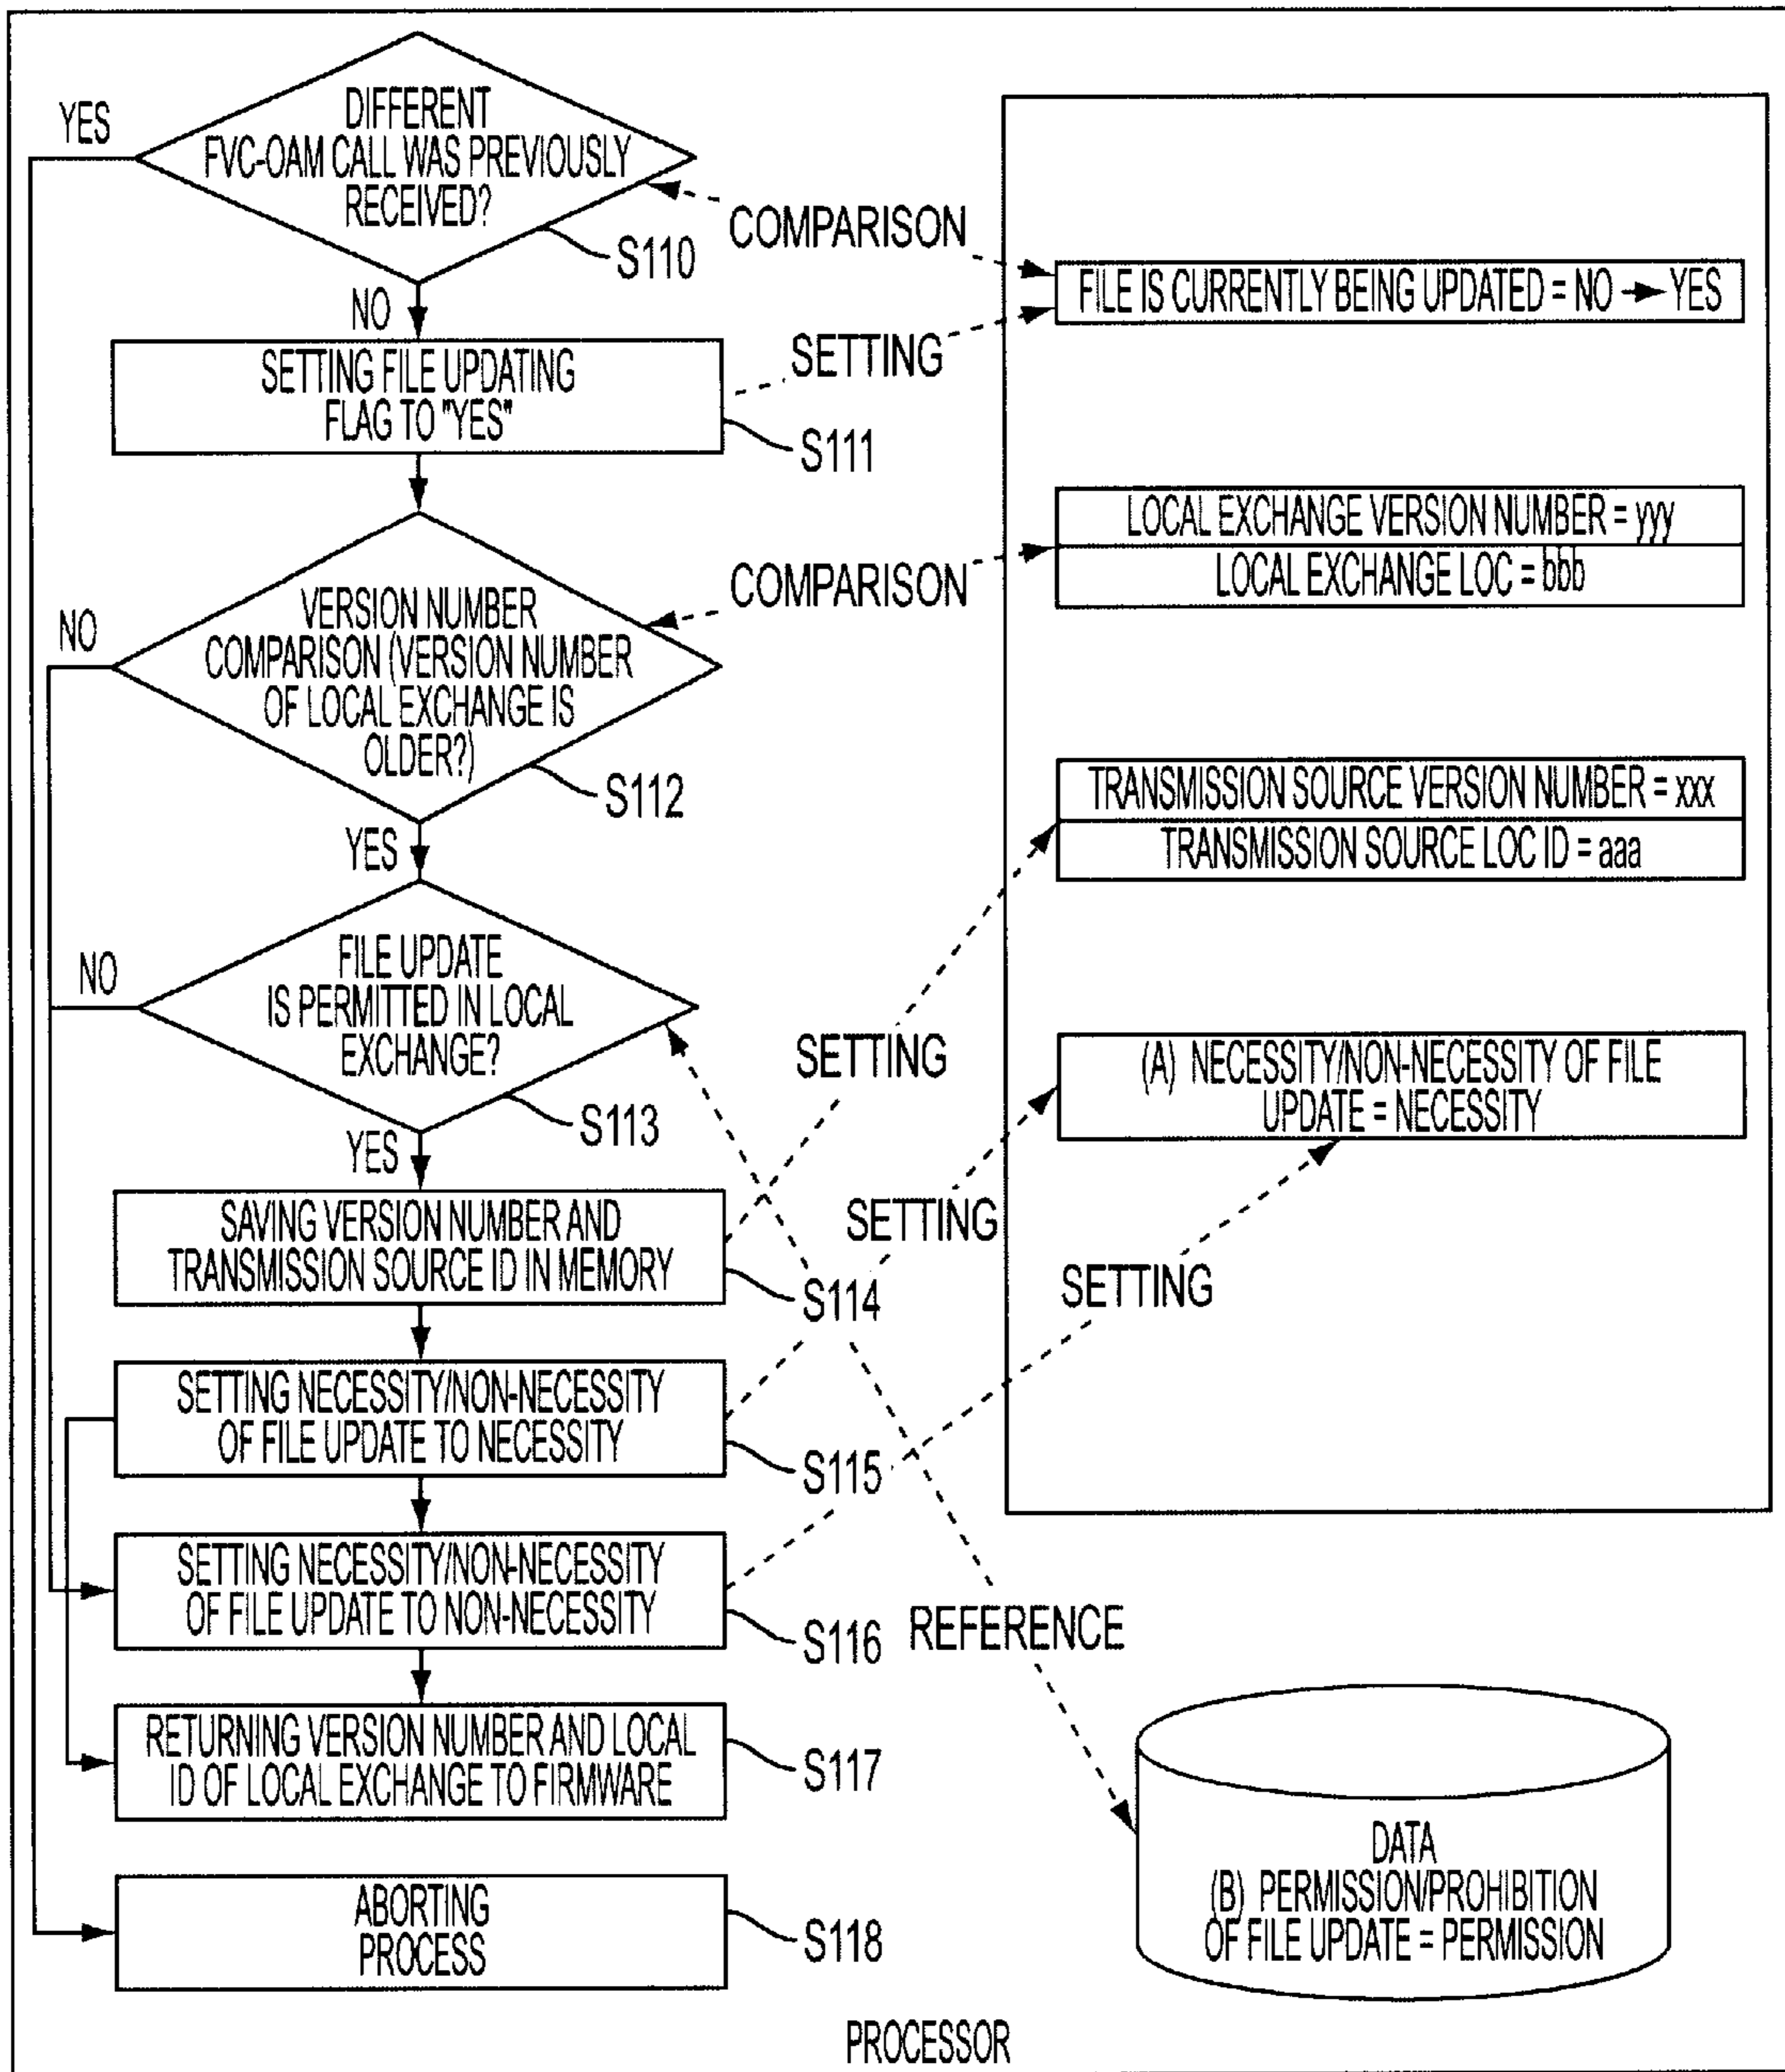 DIFFERENT
FVC-OAM CALL WAS PREVIOUSLY
RECEIVED?
YES
S110
NO
COMPARISON
FILE IS CURRENTLY BEING UPDATED = NO → YES
SETTING FILE UPDATING
FLAG TO "YES"
S111
SETTING
VERSION NUMBER
COMPARISON (VERSION NUMBER
OF LOCAL EXCHANGE IS
OLDER?)
NO
S112
YES
COMPARISON
LOCAL EXCHANGE VERSION NUMBER = yyy
LOCAL EXCHANGE LOC = bbb
TRANSMISSION SOURCE VERSION NUMBER = xxx
TRANSMISSION SOURCE LOC ID = aaa
FILE UPDATE
IS PERMITTED IN LOCAL
EXCHANGE?
NO
S113
YES
SETTING
(A) NECESSITY/NON-NECESSITY OF FILE
UPDATE = NECESSITY
SAVING VERSION NUMBER AND
TRANSMISSION SOURCE ID IN MEMORY
S114
SETTING
SETTING
SETTING NECESSITY/NON-NECESSITY
OF FILE UPDATE TO NECESSITY
S115
SETTING NECESSITY/NON-NECESSITY
OF FILE UPDATE TO NON-NECESSITY
S116
REFERENCE
RETURNING VERSION NUMBER AND LOCAL
ID OF LOCAL EXCHANGE TO FIRMWARE
S117
ABORTING
PROCESS
S118
DATA
(B) PERMISSION/PROHIBITION
OF FILE UPDATE = PERMISSION
PROCESSOR